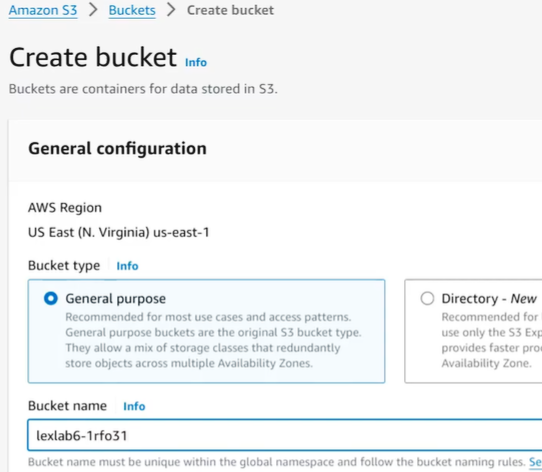 Amazon S3 > Buckets > Create bucket
Create bucket Info
Buckets are containers for data stored in S3.
General configuration
AWS Region
US East (N. Virginia) us-east-1
Bucket type Info
General purpose
Recommended for most use cases and access patterns.
General purpose buckets are the original S3 bucket type.
They allow a mix of storage classes that redundantly
store objects across multiple Availability Zones.
Directory - New
Recommended for
use only the S3 Exp
provides faster pro
Availability Zone.
Bucket name Info
lexlab6-1rfo31
Bucket name must be unique within the global namespace and follow the bucket naming rules. Se